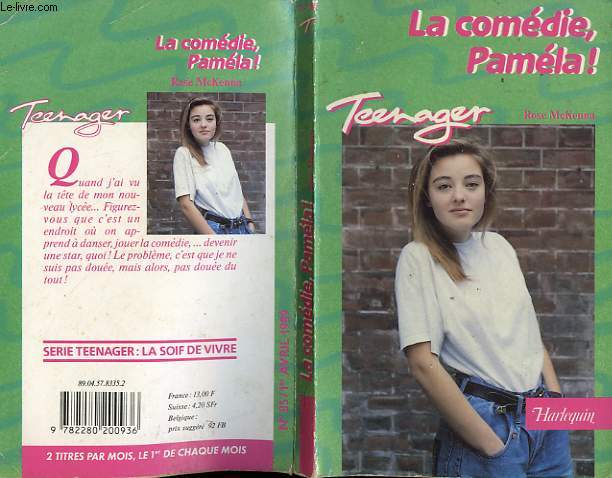 Le-livre.com
La comédie,
Paméla !
Rose McKenna
Teenager
Quand j'ai vu
la tête de mon nou-
veau lycée... Figurez-
vous que c'est un
endroit où on ap-
prend à danser, jouer la comédie, ... devenir
une star, quoi ! Le problème, c'est que je ne
suis pas douée, mais alors, pas douée du
tout !
SERIE TEENAGER : LA SOIF DE VIVRE
89.04.57.8335.2
9 782280 200936
France : 13,00 F
Suisse : 4,20 SFr
Belgique :
prix suggéré 92 FB
2 TITRES PAR MOIS, LE 1er DE CHAQUE MOIS
La comédie, Paméla !
1er AVRIL 1989
La comédie,
Paméla !
Teenager
Rose McKenna
Harlequin